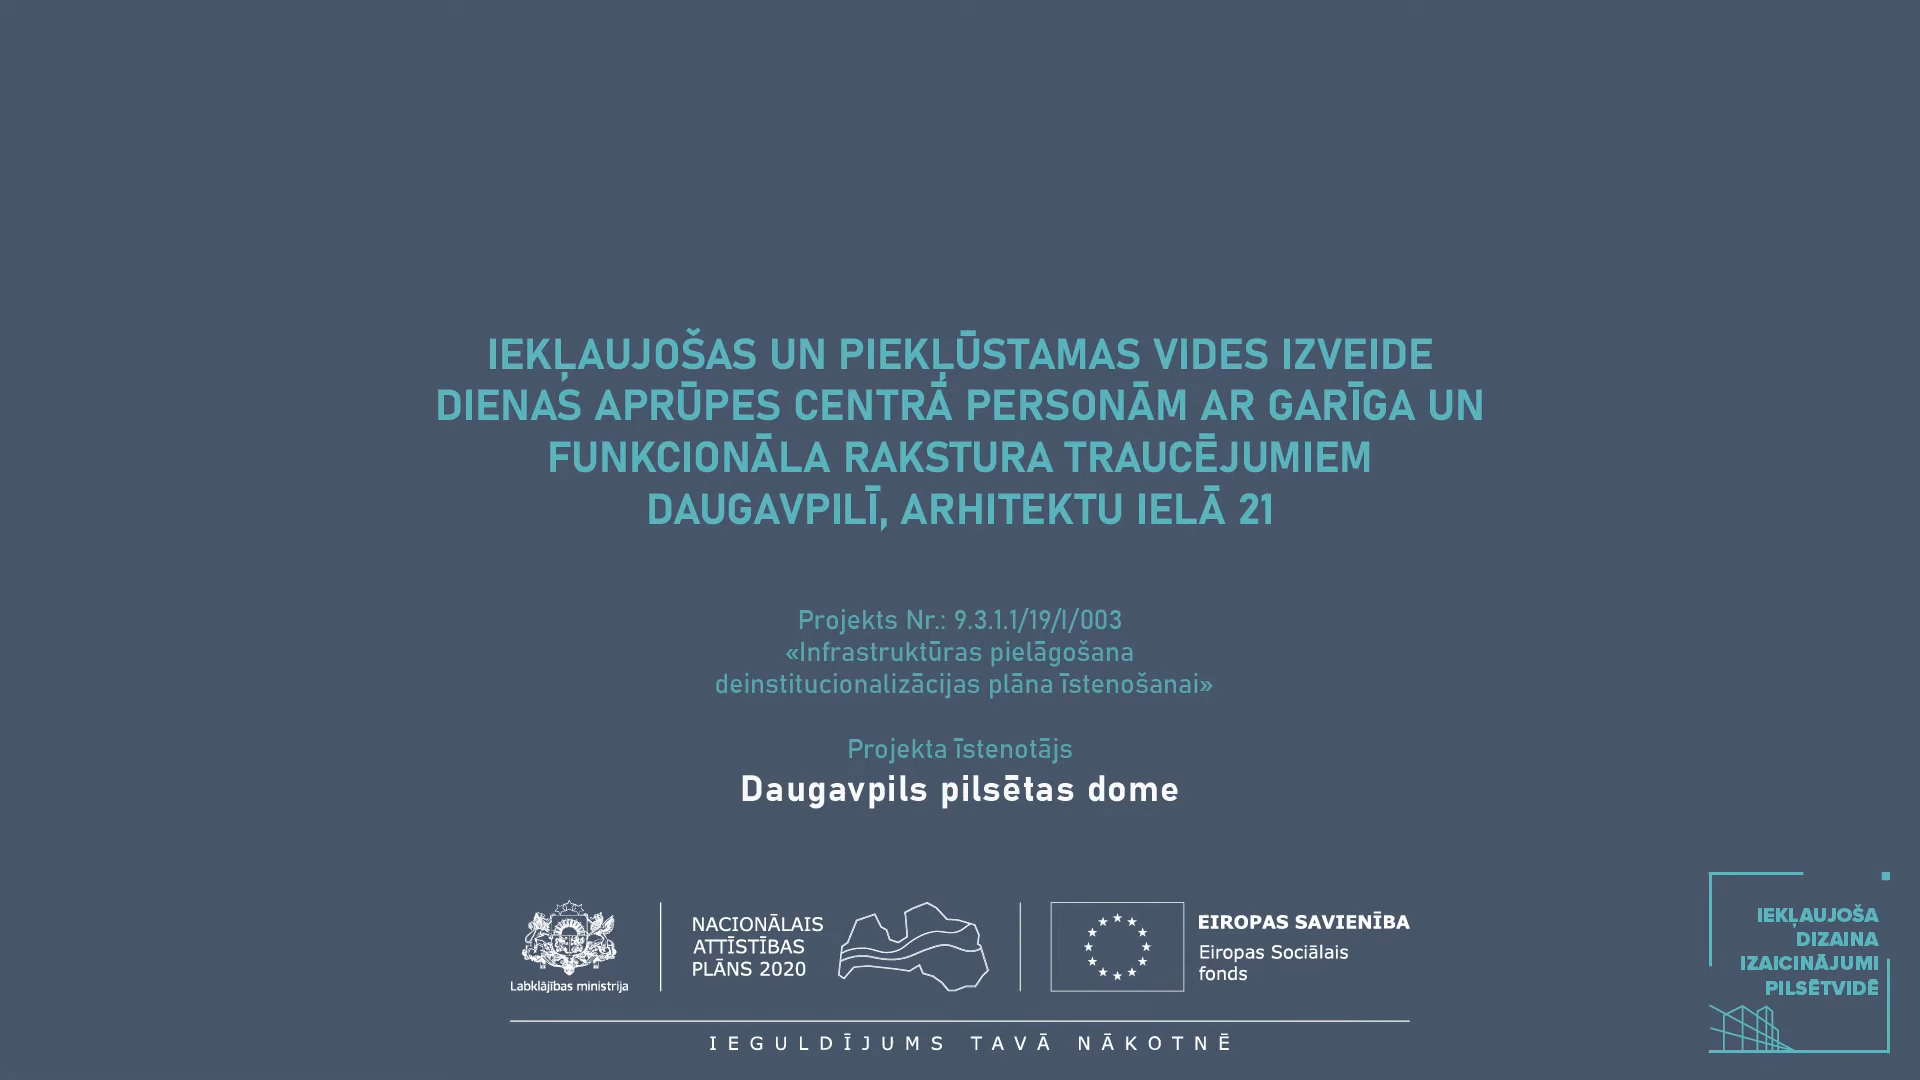 IEKĻAUJOŠAS UN PIEKĻŪSTAMAS VIDES IZVEIDE
DIENAS APRŪPES CENTRĀ PERSONĀM AR GARĪGA UN
FUNKCIONĀLA RAKSTURA TRAUCĒJUMIEM
DAUGAVPILĪ, ARHITEKTU IELĀ 21
Projekts Nr.: 9.3.1.1/19/I/003
«Infrastruktūras pielāgošana
deinstitucionalizācijas plāna īstenošanai»
Projekta īstenotājs
Daugavpils pilsētas dome
Labklājības ministrija
NACIONĀLAIS
ATTĪSTĪBAS
PLĀNS 2020
EIROPAS SAVIENĪBA
Eiropas Sociālais
fonds
IEGULDĪJUMS TAVĀ NĀKOTNĒ
IEKĻAUJOŠA
DIZAINA
IZAICINĀJUMI
PILSĒTVIDĒ